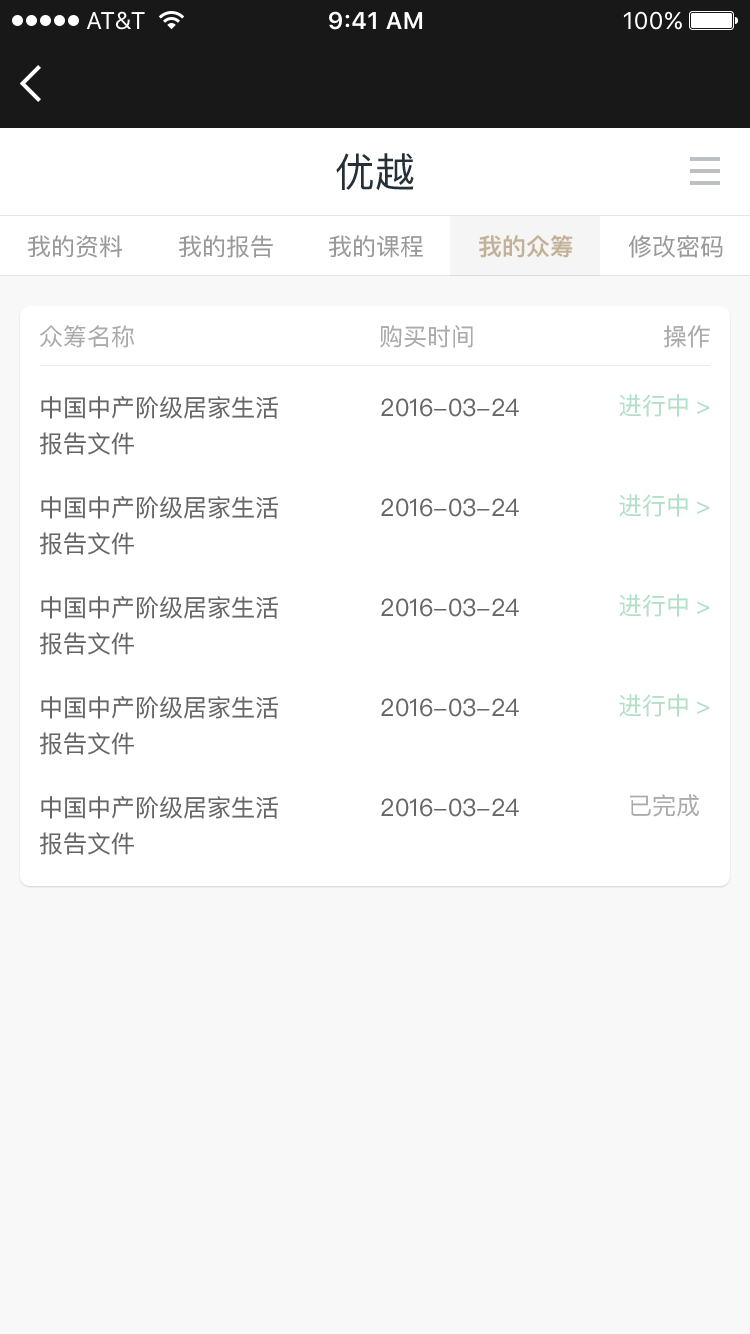 ●●●●● AT&T 9:41 AM 100%
优越
我的资料 我的报告 我的课程 我的众筹 修改密码
众筹名称 购买时间 操作
中国中产阶级居家生活 2016-03-24 进行中 >
报告文件
中国中产阶级居家生活 2016-03-24 进行中 >
报告文件
中国中产阶级居家生活 2016-03-24 进行中 >
报告文件
中国中产阶级居家生活 2016-03-24 进行中 >
报告文件
中国中产阶级居家生活 2016-03-24 已完成
报告文件